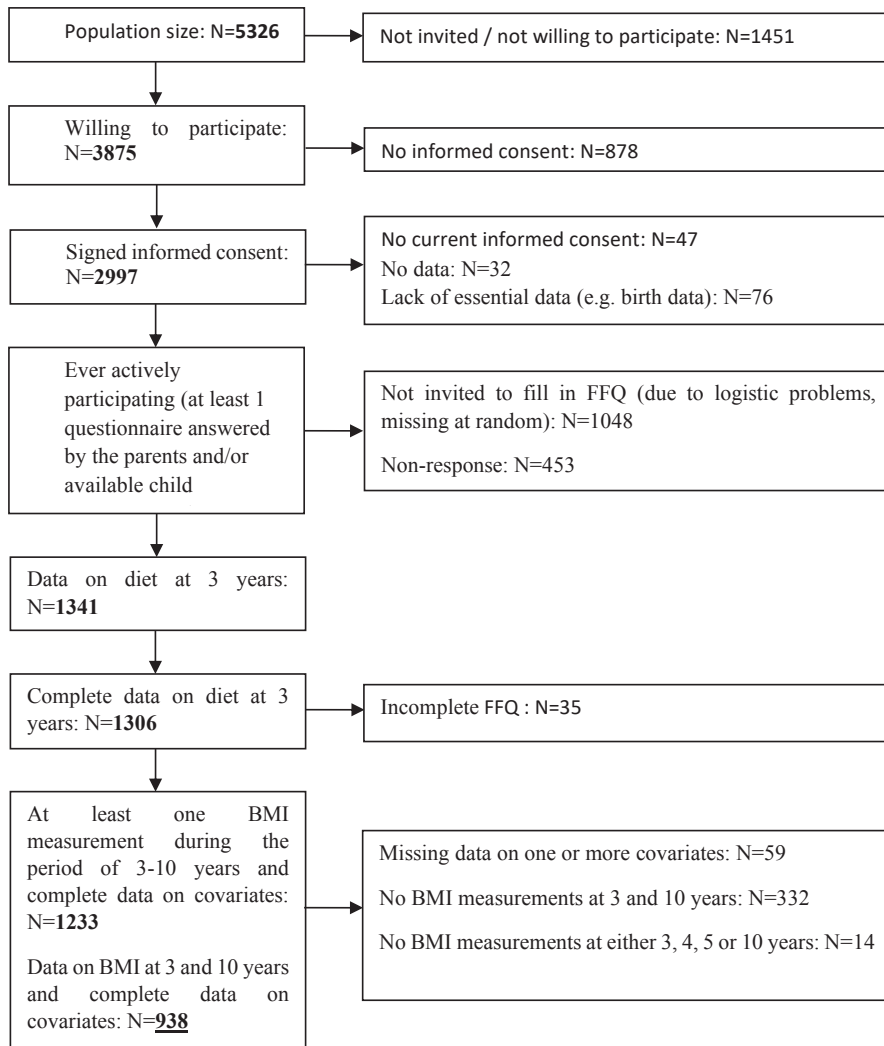 Population size: N=5326
Not invited / not willing to participate: N=1451
Willing to participate:
N=3875
No informed consent: N=878
Signed informed consent:
N=2997
No current informed consent: N=47
No data: N=32
Lack of essential data (e.g. birth data): N=76
Ever actively
participating (at least 1
questionnaire answered
by the parents and/or
available child
Not invited to fill in FFQ (due to logistic problems,
missing at random): N=1048
Non-response: N=453
Data on diet at 3 years:
N=1341
Complete data on diet at 3
years: N=1306
Incomplete FFQ : N=35
At least one BMI
measurement during the
period of 3-10 years and
complete data on covariates:
N=1233
Data on BMI at 3 and 10 years
and complete data on
covariates: N=938
Missing data on one or more covariates: N=59
No BMI measurements at 3 and 10 years: N=332
No BMI measurements at either 3, 4, 5 or 10 years: N=14